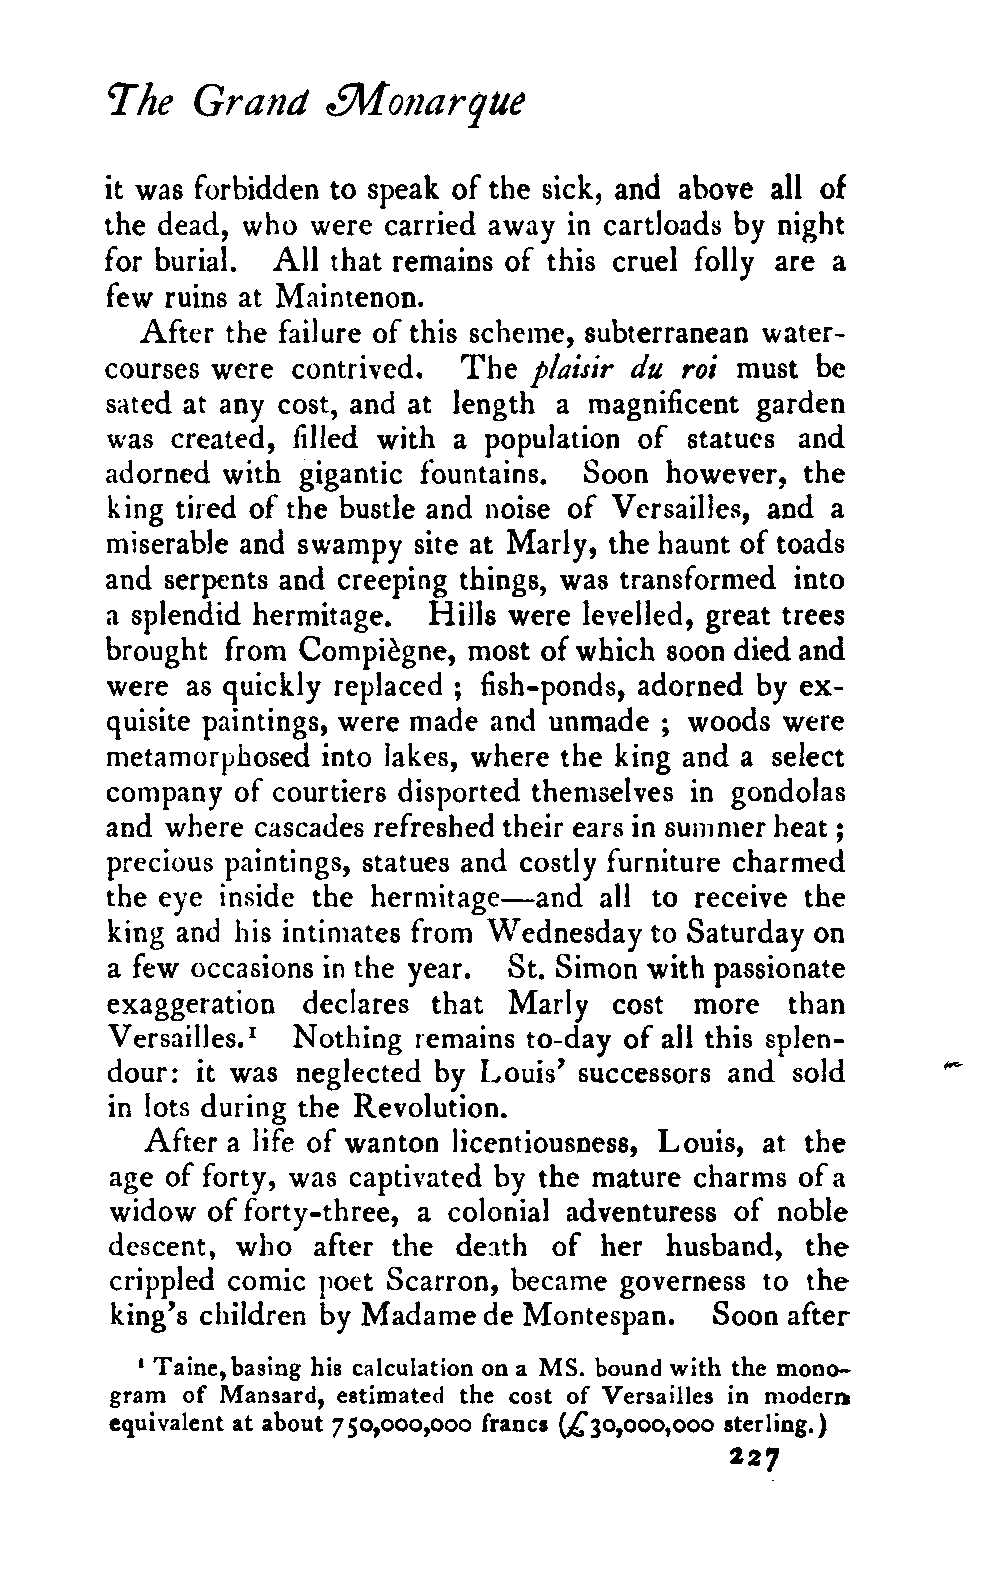 The Grand Monarque
it was forbidden to speak of the sick, and above all of
the dead, who were carried away in cartloads by night
for burial. All that remains of this cruel folly are a
few ruins at Maintenon.
After the failure of this scheme, subterranean water-
courses were contrived. The plaisir du roi must be
sated at any cost, and at length a magnificent garden
was created, filled with a population of statues and
adorned with gigantic fountains. Soon however, the
king tired of the bustle and noise of Versailles, and a
miserable and swampy site at Marly, the haunt of toads
and serpents and creeping things, was transformed into
a splendid hermitage. Hills were levelled, great trees
brought from Compiègne, most of which soon died and
were as quickly replaced ; fish-ponds, adorned by ex-
quisite paintings, were made and unmade ; woods were
metamorphosed into lakes, where the king and a select
company of courtiers disported themselves in gondolas
and where cascades refreshed their ears in summer heat ;
precious paintings, statues and costly furniture charmed
the eye inside the hermitage—and all to receive the
king and his intimates from Wednesday to Saturday on
a few occasions in the year. St. Simon with passionate
exaggeration declares that Marly cost more than
Versailles.¹ Nothing remains to-day of all this splen-
dour: it was neglected by Louis' successors and sold
in lots during the Revolution.
After a life of wanton licentiousness, Louis, at the
age of forty, was captivated by the mature charms of a
widow of forty-three, a colonial adventuress of noble
descent, who after the death of her husband, the
crippled comic poet Scarron, became governess to the
king's children by Madame de Montespan. Soon after
¹ Taine, basing his calculation on a MS. bound with the mono-
gram of Mansard, estimated the cost of Versailles in modern
equivalent at about 750,000,000 francs (£30,000,000 sterling.)
227